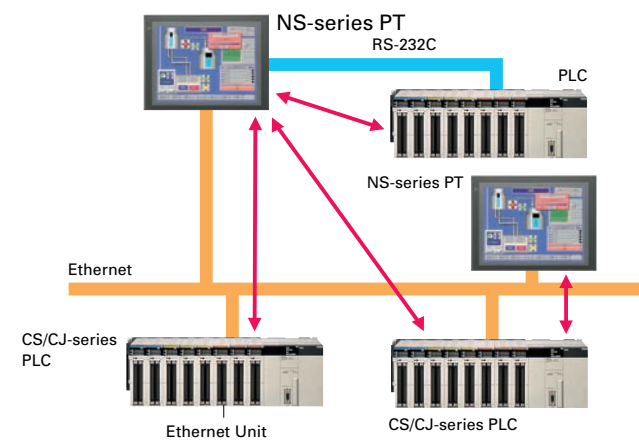 NS-series PT
RS-232C
PLC
NS-series PT
Ethernet
CS/CJ-series
PLC
Ethernet Unit
CS/CJ-series PLC